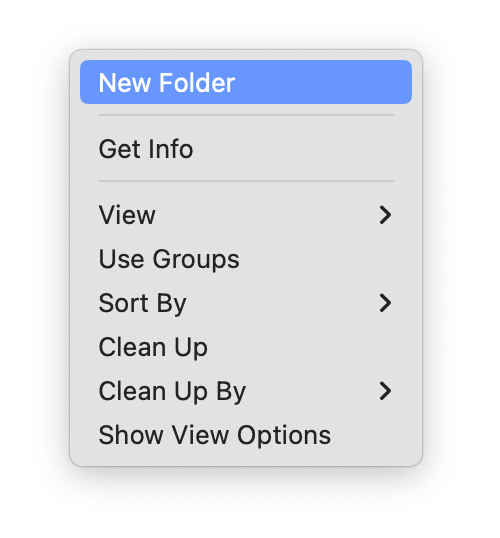 New Folder
Get Info
View
Use Groups
Sort By
Clean Up
Clean Up By
Show View Options